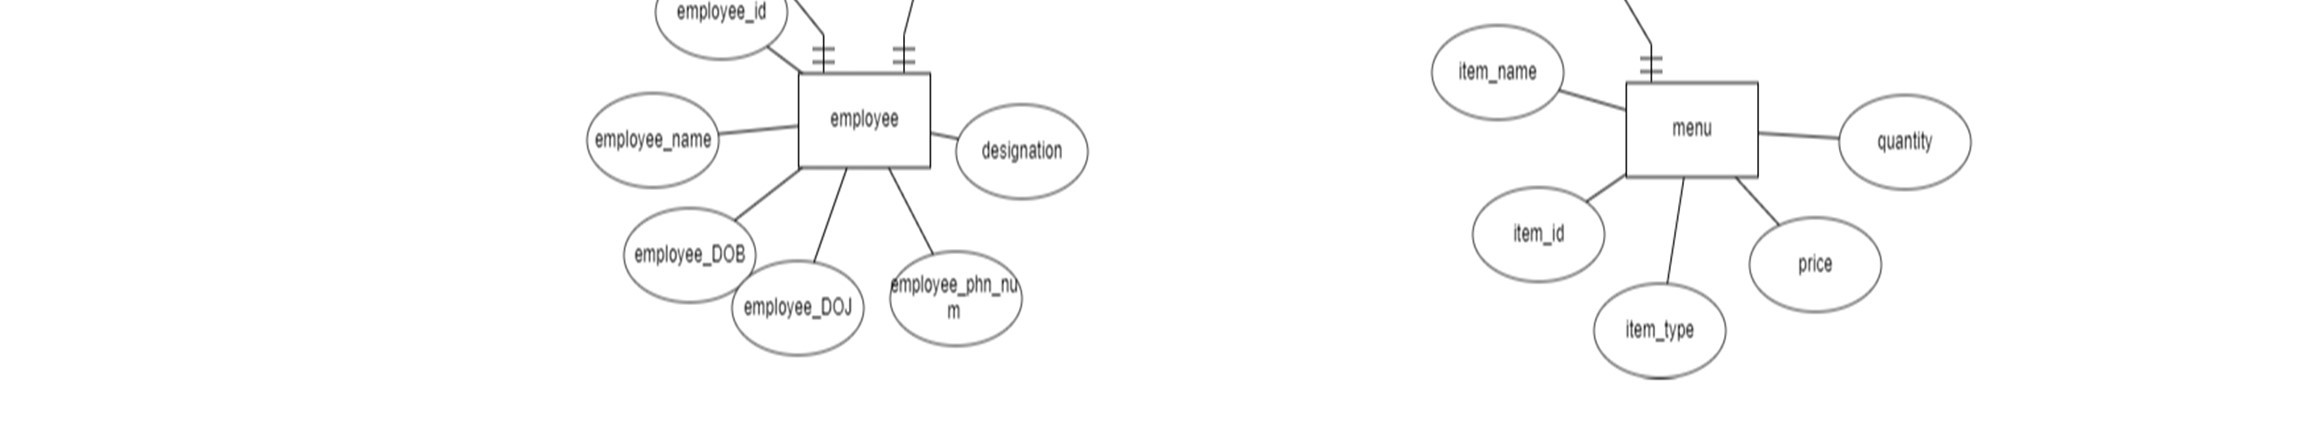 employee_id
employee
employee_name
designation
employee_DOB
employee_DOJ
employee_phn_nu
m
item_name
menu
quantity
item_id
price
item_type